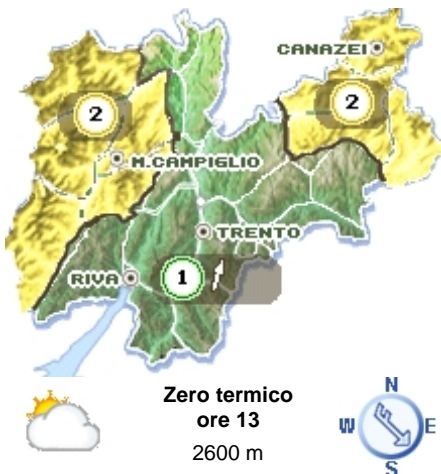 CANAZEI
2
2
M.CAMPIGLIO
TRENTO
RIVA
1
Zero termico
ore 13
2600 m
N
W E
S